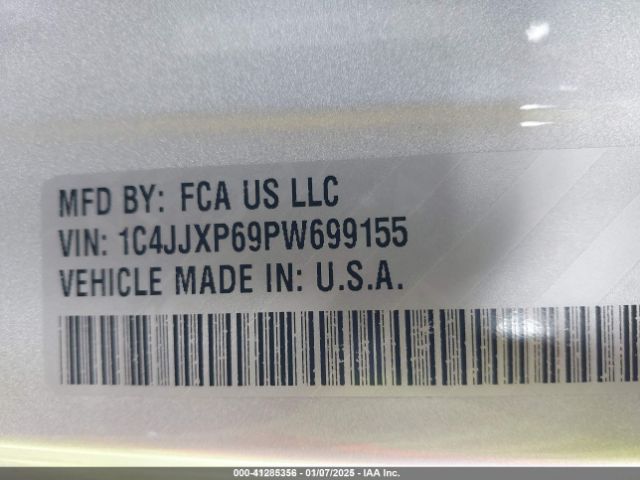 MFD BY: FCA US LLC
VIN: 1C4JJXP69PW699155
VEHICLE MADE IN: U.S.A.
000-41285356 - 01/07/2025 - IAA Inc.